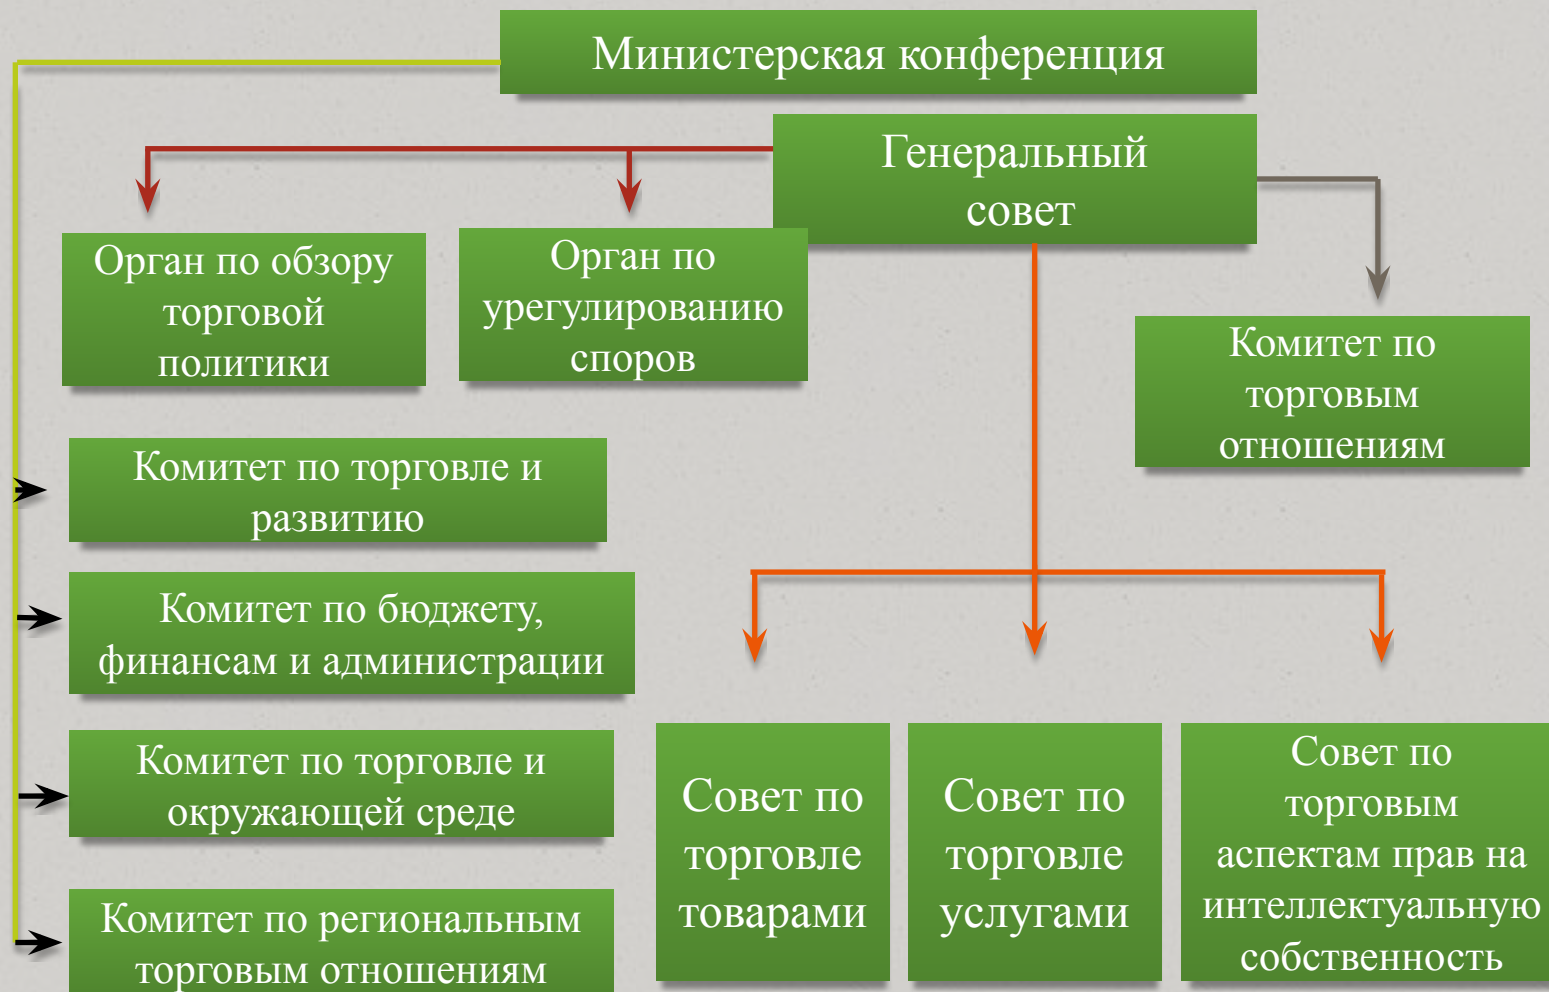 Министерская конференция
Генеральный
совет
Орган по обзору
торговой
политики
Орган по
урегулированию
споров
Комитет по
торговым
отношениям
Комитет по торговле и
развитию
Комитет по бюджету,
финансам и администрации
Комитет по торговле и
окружающей среде
Комитет по региональным
торговым отношениям
Совет по
торговле
товарами
Совет по
торговле
услугами
Совет по
торговым
аспектам прав на
интеллектуальную
собственность